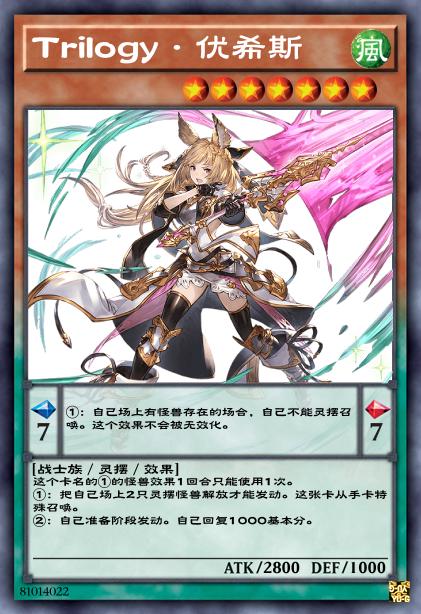 Trilogy・伏希斯
風
①：自己场上有怪兽存在的场合，自己不能灵摆召
唤。这个效果不会被无效化。
7
7
[战士族／灵摆／效果]
这个卡名的①的怪兽效果1回合只能使用1次。
①：把自己场上2只灵摆怪兽解放才能发动。这张卡从手卡特
殊召唤。
②：自己准备阶段发动。自己回复1000基本分。
ATK/2800 DEF/1000
81014022